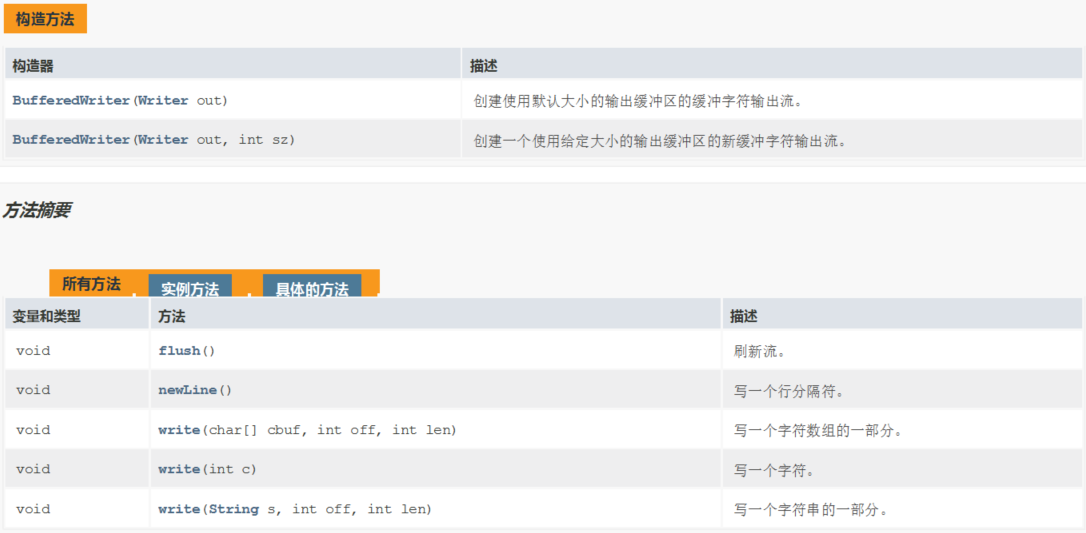 构造方法
构造器 描述
BufferedWriter(Writer out) 创建使用默认大小的输出缓冲区的缓冲字符输出流。
BufferedWriter(Writer out, int sz) 创建一个使用给定大小的输出缓冲区的新缓冲字符输出流。
方法摘要
所有方法 实例方法 具体的方法
变量和类型 方法 描述
void flush() 刷新流。
void newLine() 写一个行分隔符。
void write(char[] cbuf, int off, int len) 写一个字符数组的一部分。
void write(int c) 写一个字符。
void write(String s, int off, int len) 写一个字符串的一部分。